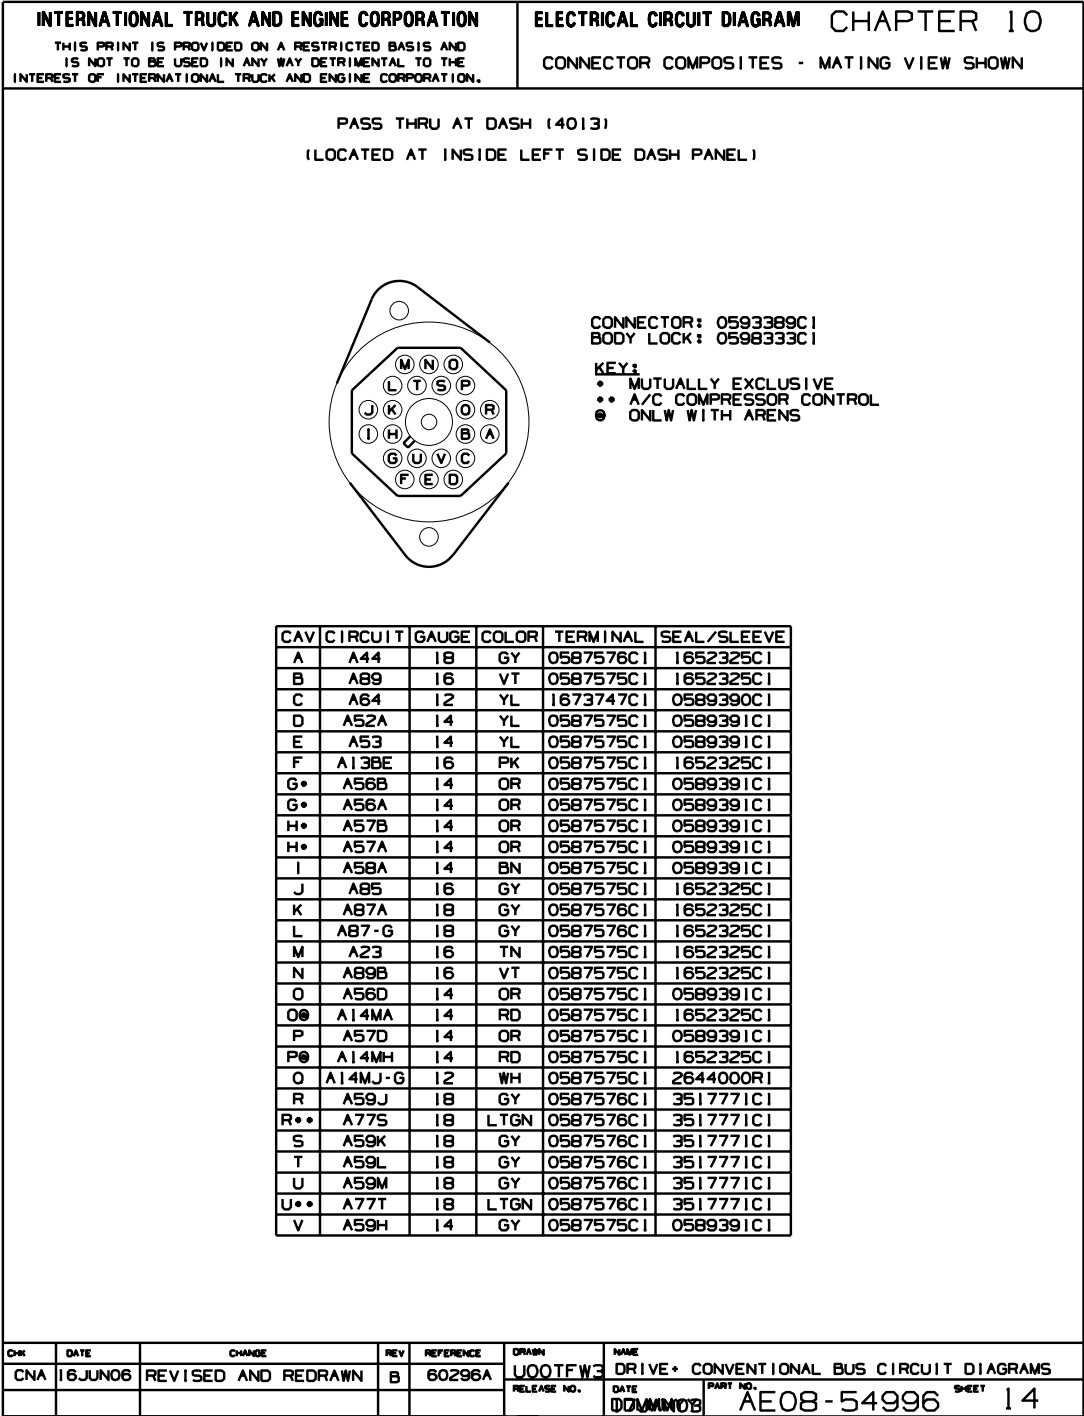 INTERNATIONAL TRUCK AND ENGINE CORPORATION
THIS PRINT IS PROVIDED ON A RESTRICTED BASIS AND
IS NOT TO BE USED IN ANY WAY DETRIMENTAL TO THE
INTEREST OF INTERNATIONAL TRUCK AND ENGINE CORPORATION.
ELECTRICAL CIRCUIT DIAGRAM CHAPTER 10
CONNECTOR COMPOSITES - MATING VIEW SHOWN
PASS THRU AT DASH (4013)
(LOCATED AT INSIDE LEFT SIDE DASH PANEL)
M N O
L T S P
J K O R
I H B A
G U V C
F E D
CONNECTOR: 0593389C1
BODY LOCK: 0598333C1
KEY:
• MUTUALLY EXCLUSIVE
•• A/C COMPRESSOR CONTROL
@ ONLW WITH ARENS
CAV CIRCUIT GAUGE COLOR TERMINAL SEAL/SLEEVE
A A44 18 GY 0587576C1 1652325C1
B A89 16 VT 0587575C1 1652325C1
C A64 12 YL 1673747C1 0589390C1
D A52A 14 YL 0587575C1 0589391C1
E A53 14 YL 0587575C1 0589391C1
F A13BE 16 PK 0587575C1 1652325C1
G• A56B 14 OR 0587575C1 0589391C1
G• A56A 14 OR 0587575C1 0589391C1
H• A57B 14 OR 0587575C1 0589391C1
H• A57A 14 OR 0587575C1 0589391C1
I A58A 14 BN 0587575C1 0589391C1
J A85 16 GY 0587575C1 1652325C1
K A87A 18 GY 0587576C1 1652325C1
L A87-G 18 GY 0587576C1 1652325C1
M A23 16 TN 0587575C1 1652325C1
N A89B 16 VT 0587575C1 1652325C1
O A56D 14 OR 0587575C1 0589391C1
O@ A14MA 14 RD 0587575C1 1652325C1
P A57D 14 OR 0587575C1 0589391C1
P@ A14MH 14 RD 0587575C1 1652325C1
O A14MJ-G 12 WH 0587575C1 2644000R1
R A59J 18 GY 0587576C1 3517771C1
R•• A77S 18 LTGN 0587576C1 3517771C1
S A59K 18 GY 0587576C1 3517771C1
T A59L 18 GY 0587576C1 3517771C1
U A59M 18 GY 0587576C1 3517771C1
U•• A77T 18 LTGN 0587576C1 3517771C1
V A59H 14 GY 0587575C1 0589391C1
CHK DATE CHANGE REV REFERENCE DRAWN NAME
CNA 16JUN06 REVISED AND REDRAWN B 60296A U00TFW3 DRIVE+ CONVENTIONAL BUS CIRCUIT DIAGRAMS
RELEASE NO. DATE PART NO. AE08-54996 SHEET 14